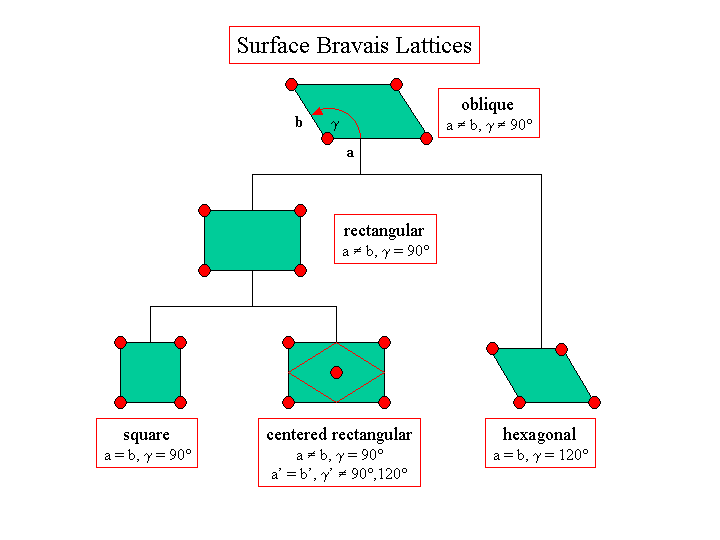 Surface Bravais Lattices
oblique
a ≠ b, γ ≠ 90°
b
γ
a
rectangular
a ≠ b, γ = 90°
square
a = b, γ = 90°
centered rectangular
a ≠ b, γ = 90°
a’ = b’, γ’ ≠ 90°,120°
hexagonal
a = b, γ = 120°